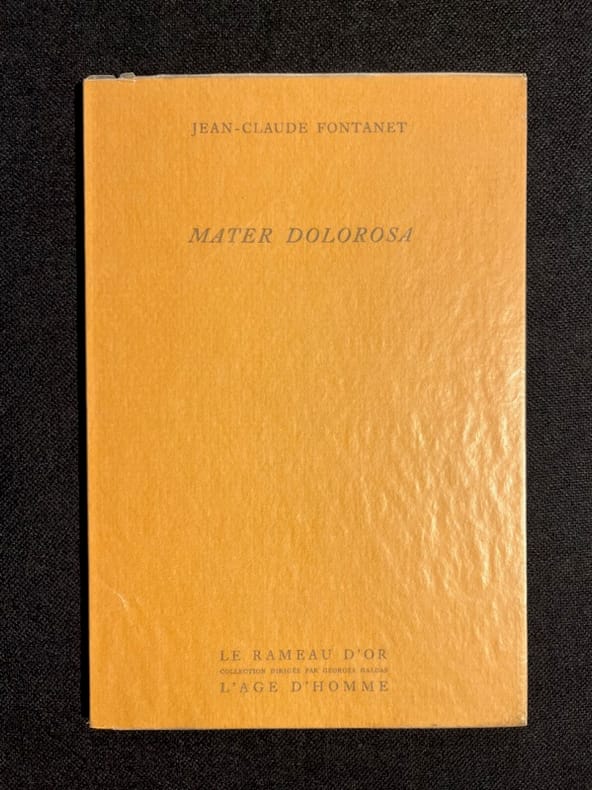 JEAN-CLAUDE FONTANET
MATER DOLOROSA
LE RAMEAU D'OR
COLLECTION DIRIGÉE PAR GEORGES HALDAS
L'AGE D'HOMME